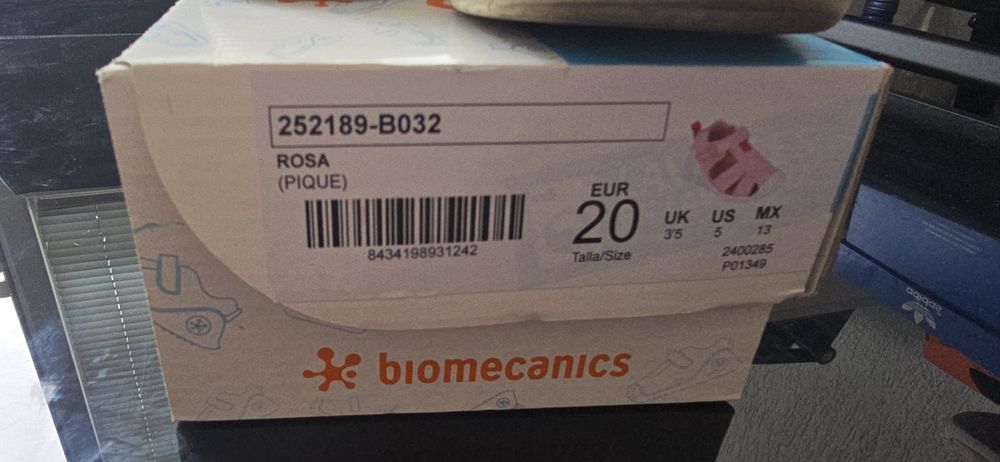 252189-B032
ROSA
(PIQUE)
8434198931242
EUR
20
Talla/Size
UK US MX
3'5 5 13
2400285
P01349
biomecanics
adidas